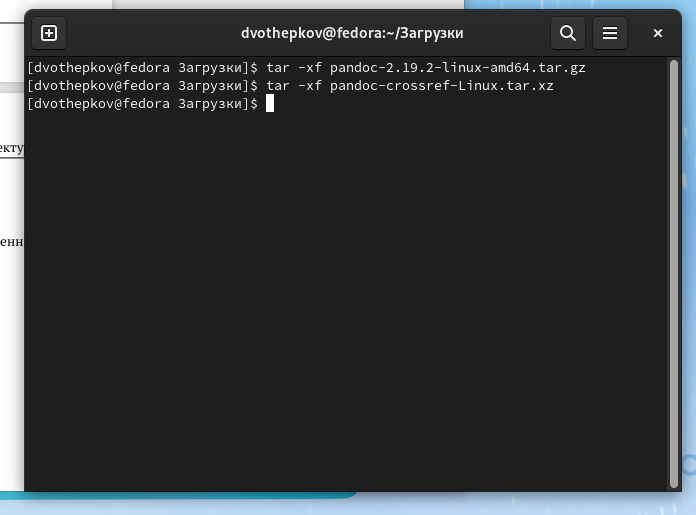 dvothepkov@fedora:~/Загрузки
[dvothepkov@fedora Загрузки]$ tar -xf pandoc-2.19.2-linux-amd64.tar.gz
[dvothepkov@fedora Загрузки]$ tar -xf pandoc-crossref-Linux.tar.xz
[dvothepkov@fedora Загрузки]$
екту
енн